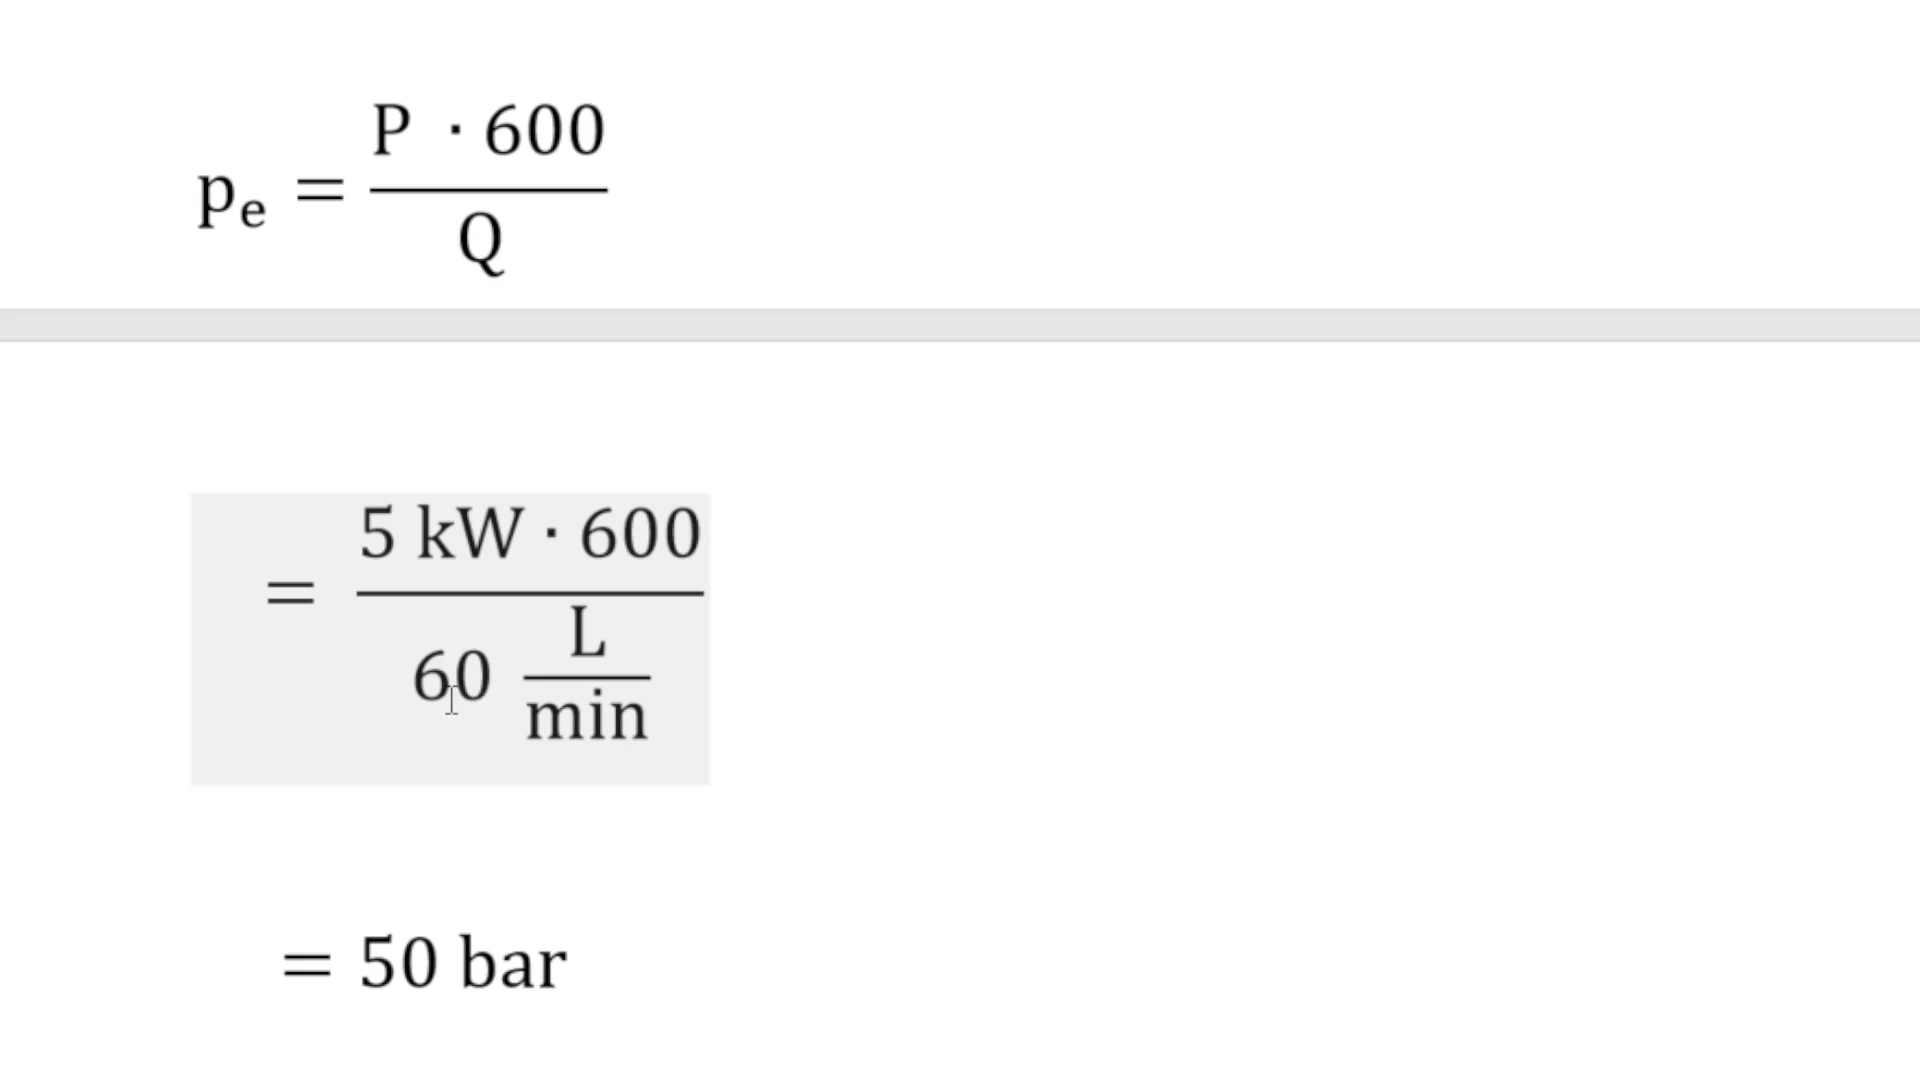 pₑ = P · 600 / Q
= 5 kW · 600 / 60 L/min
= 50 bar